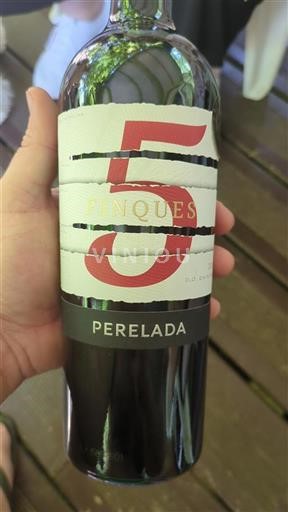 5
FINQUES
VINIOU
PERELADA